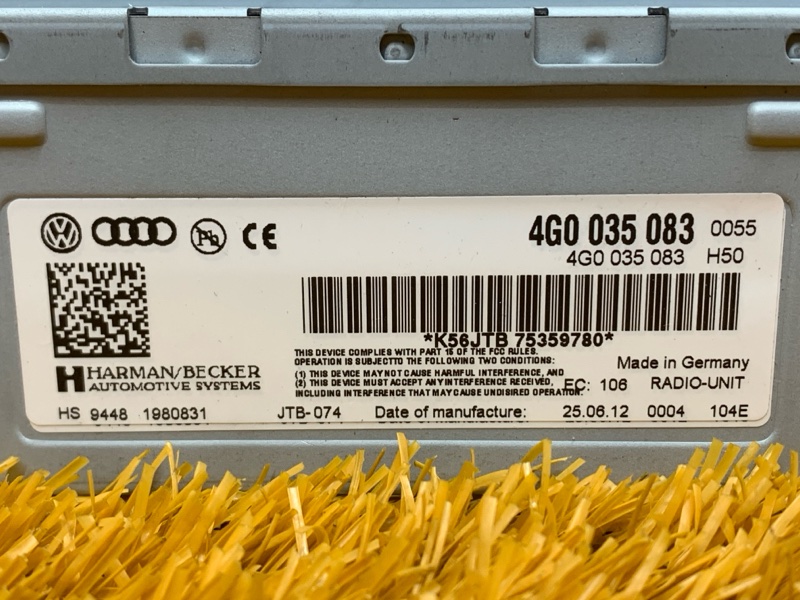 4G0 035 083 0055
4G0 035 083 H50
Pb CE
*K56JTB 75359780*
THIS DEVICE COMPLIES WITH PART 15 OF THE FCC RULES.
OPERATION IS SUBJECTTO THE FOLLOWING TWO CONDITIONS:
(1) THIS DEVICE MAY NOT CAUSE HARMFUL INTERFERENCE, AND
(2) THIS DEVICE MUST ACCEPT ANY INTERFERENCE RECEIVED,
INCLUDING INTERFERENCE THAT MAY CAUSE UNDISIRED OPERATION.
Made in Germany
EC: 106 RADIO-UNIT
HARMAN/BECKER
AUTOMOTIVE SYSTEMS
HS 9448 1980831 JTB-074 Date of manufacture: 25.06.12 0004 104E